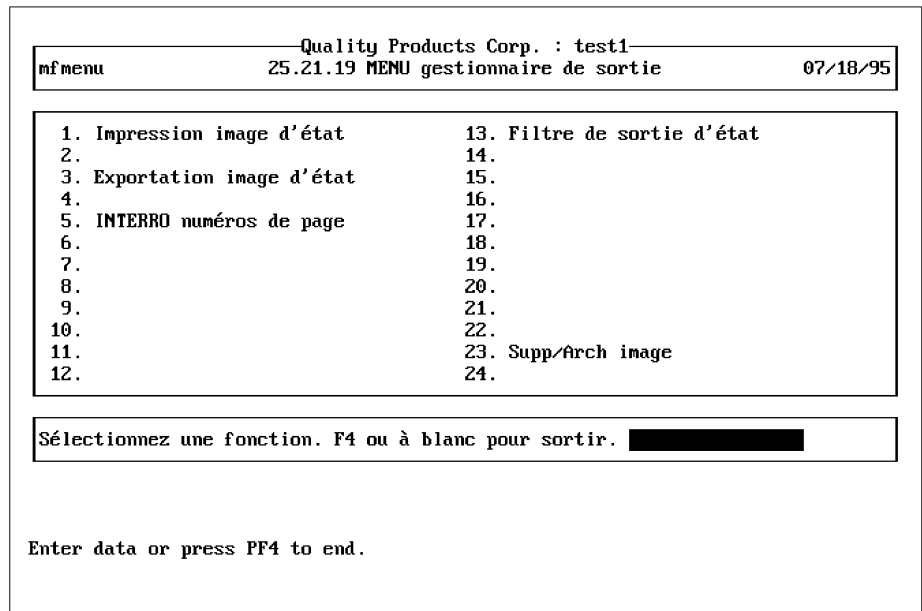 Quality Products Corp. : test1
mfmenu 25.21.19 MENU gestionnaire de sortie 07/18/95
1. Impression image d'état 13. Filtre de sortie d'état
2. 14.
3. Exportation image d'état 15.
4. 16.
5. INTERRO numéros de page 17.
6. 18.
7. 19.
8. 20.
9. 21.
10. 22.
11. 23. Supp/Arch image
12. 24.
Sélectionnez une fonction. F4 ou à blanc pour sortir.
Enter data or press PF4 to end.